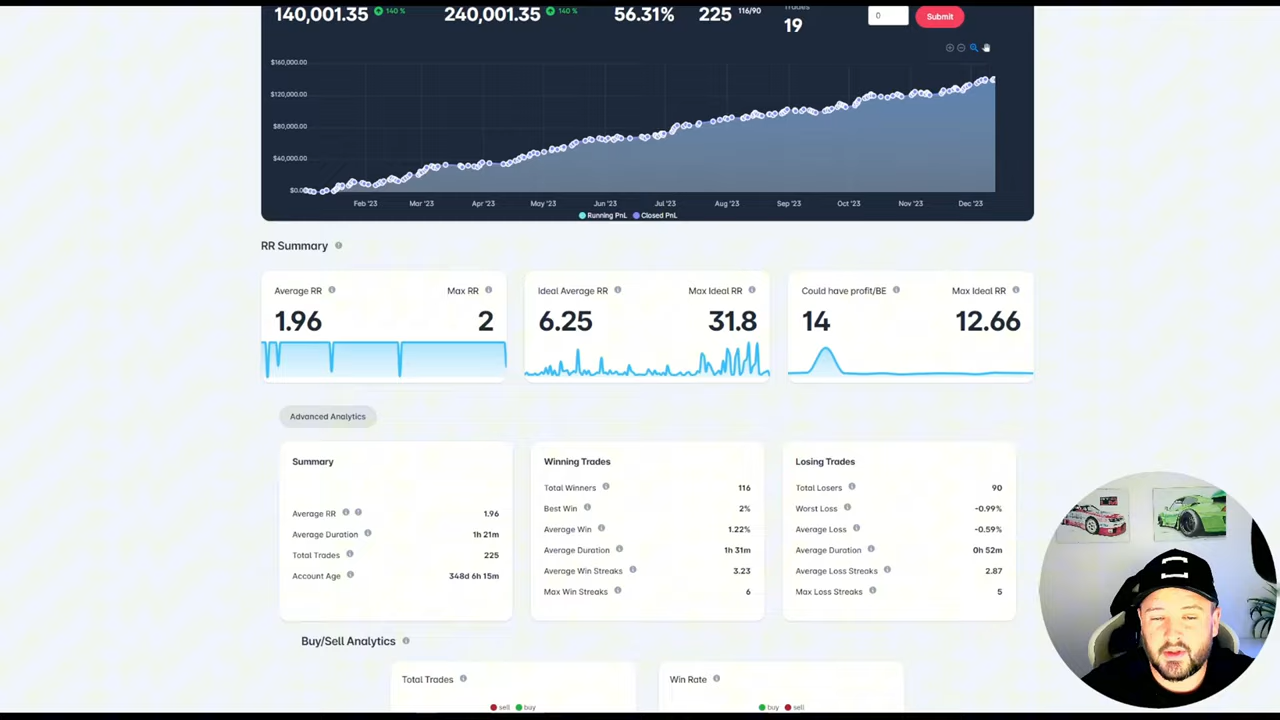 140,001.35 140 % 240,001.35 140 % 56.31% 225 116/90 19 0 Submit
$160,000.00
$120,000.00
$80,000.00
$40,000.00
$0.00
Feb '23 Mar '23 Apr '23 May '23 Jun '23 Jul '23 Aug '23 Sep '23 Oct '23 Nov '23 Dec '23
Running PnL Closed PnL
RR Summary
Average RR Max RR
1.96 2
Ideal Average RR Max Ideal RR
6.25 31.8
Could have profit/BE Max Ideal RR
14 12.66
Advanced Analytics
Summary
Average RR 1.96
Average Duration 1h 21m
Total Trades 225
Account Age 348d 6h 15m
Winning Trades
Total Winners 116
Best Win 2%
Average Win 1.22%
Average Duration 1h 31m
Average Win Streaks 3.23
Max Win Streaks 6
Losing Trades
Total Losers 90
Worst Loss -0.99%
Average Loss -0.59%
Average Duration 0h 52m
Average Loss Streaks 2.87
Max Loss Streaks 5
Buy/Sell Analytics
Total Trades
sell buy
Win Rate
buy sell